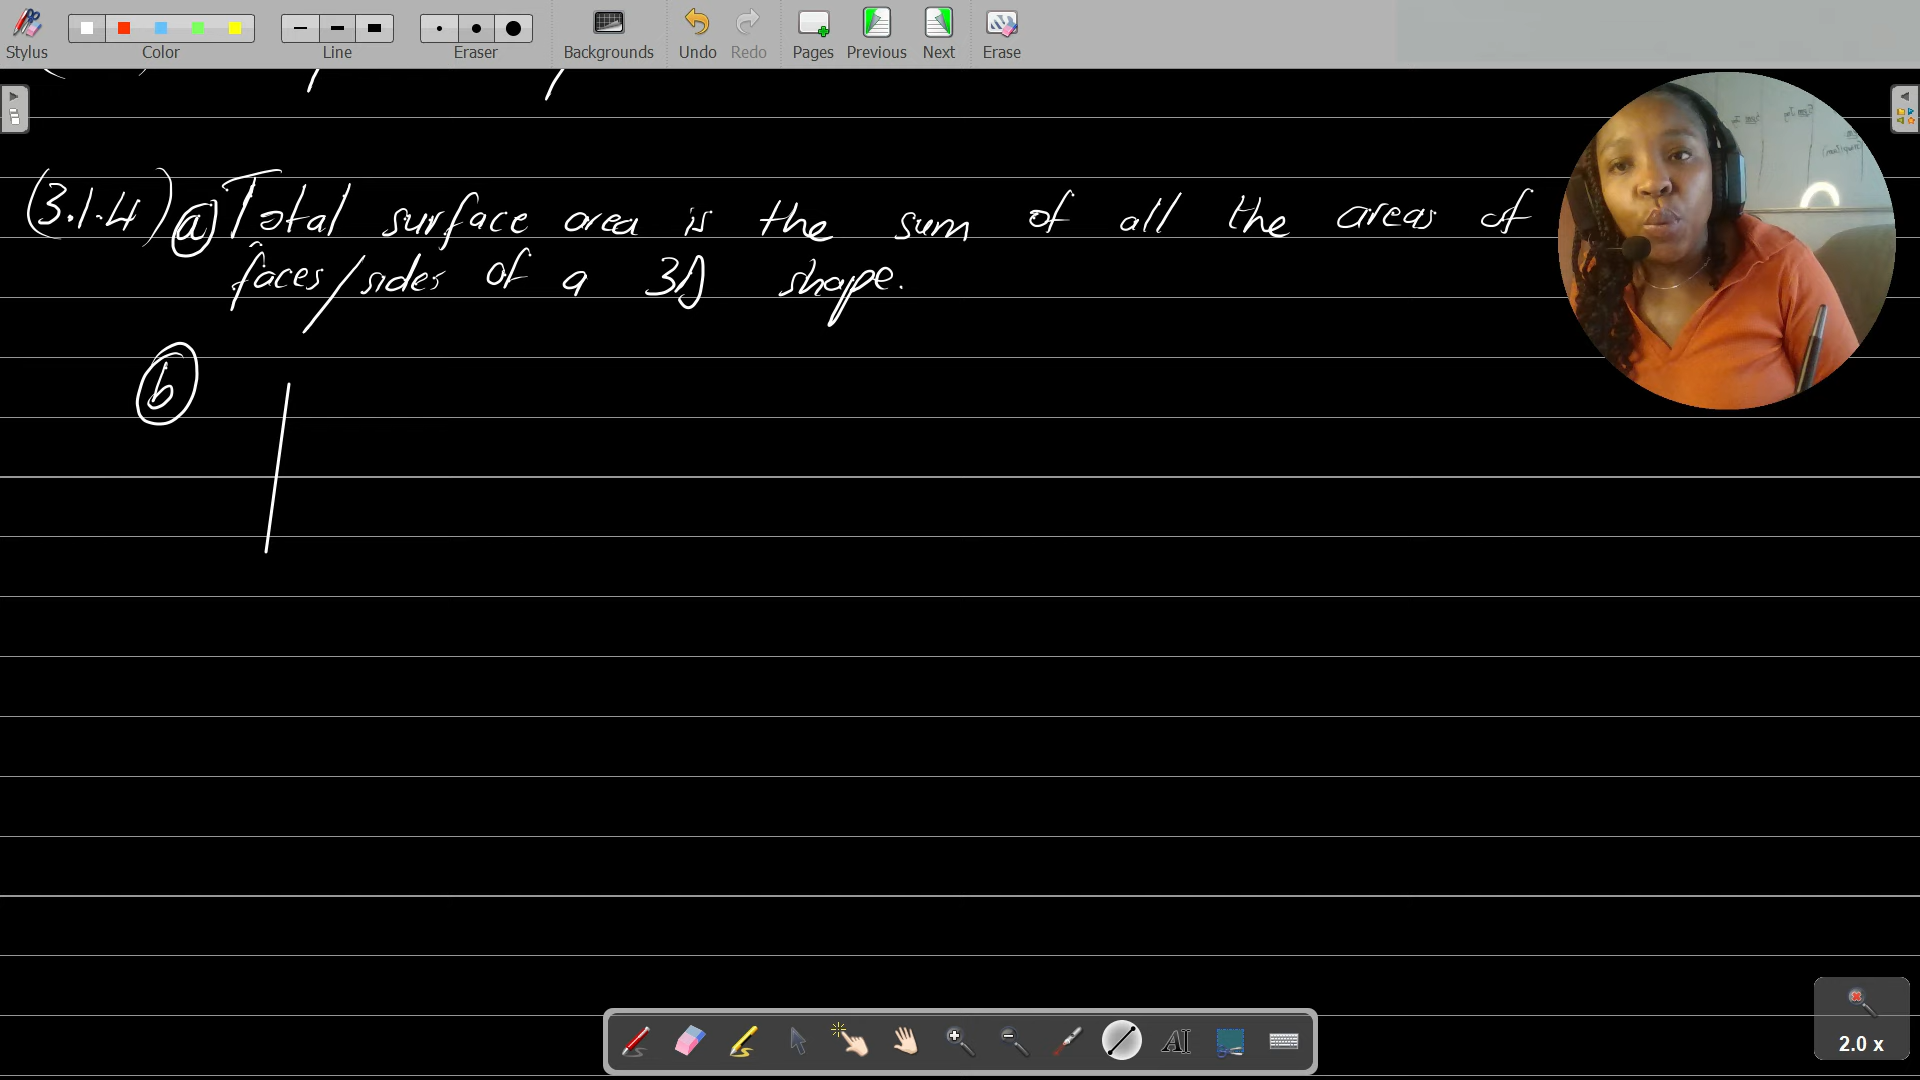 Stylus Color Line Eraser Backgrounds Undo Redo Pages Previous Next Erase
(3.1.4) a) Total surface area is the sum of all the areas of
faces/sides of a 3D shape.
b
2.0 x